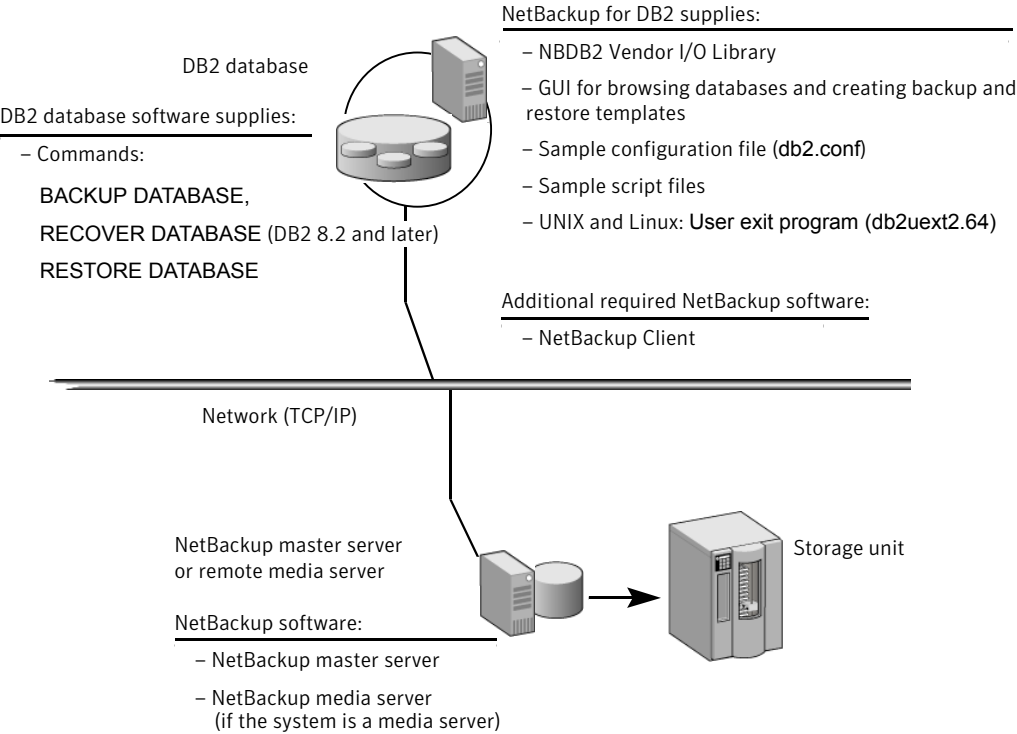 NetBackup for DB2 supplies:
– NBDB2 Vendor I/O Library
– GUI for browsing databases and creating backup and
restore templates
– Sample configuration file (db2.conf)
– Sample script files
– UNIX and Linux: User exit program (db2uext2.64)
DB2 database
DB2 database software supplies:
– Commands:
BACKUP DATABASE,
RECOVER DATABASE (DB2 8.2 and later)
RESTORE DATABASE
Additional required NetBackup software:
– NetBackup Client
Network (TCP/IP)
NetBackup master server
or remote media server
Storage unit
NetBackup software:
– NetBackup master server
– NetBackup media server
(if the system is a media server)